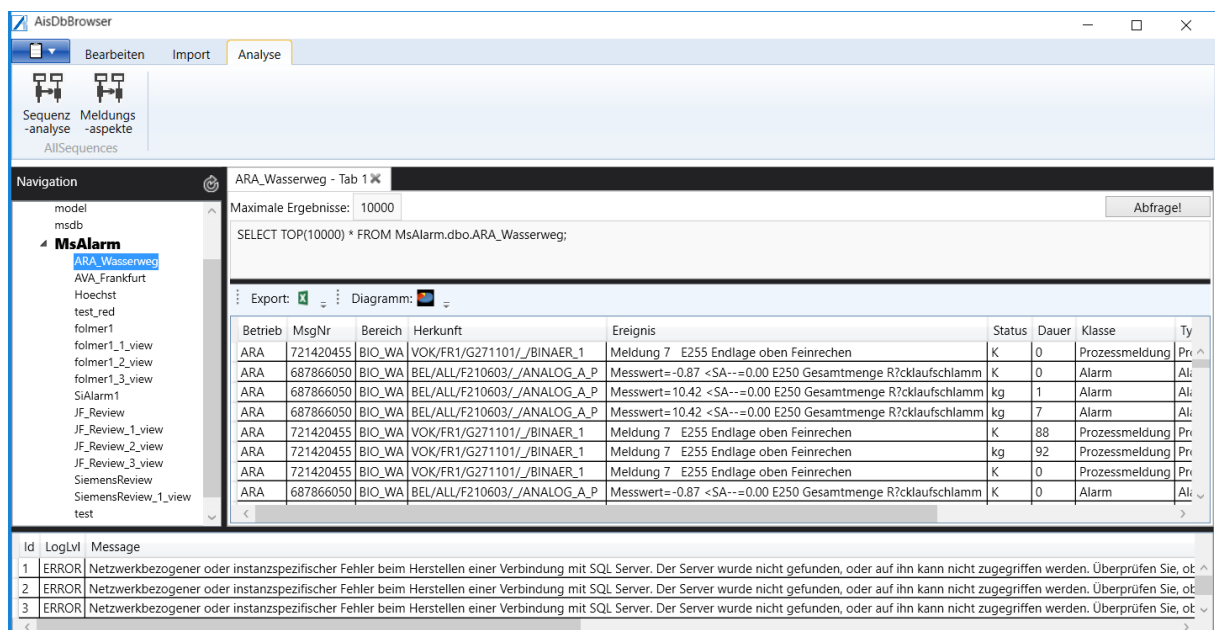 AisDbBrowser
Bearbeiten Import Analyse
Sequenz Meldungs
-analyse -aspekte
AllSequences
Navigation
model
msdb
MsAlarm
ARA_Wasserweg
AVA_Frankfurt
Hoechst
test_red
folmer1
folmer1_1_view
folmer1_2_view
folmer1_3_view
SiAlarm1
JF_Review
JF_Review_1_view
JF_Review_2_view
JF_Review_3_view
SiemensReview
SiemensReview_1_view
test
ARA_Wasserweg - Tab 1
Maximale Ergebnisse: 10000 Abfrage!
SELECT TOP(10000) * FROM MsAlarm.dbo.ARA_Wasserweg;
Export: Diagramm:
Betrieb MsgNr Bereich Herkunft Ereignis Status Dauer Klasse Ty
ARA 721420455 BIO_WA VOK/FR1/G271101/_/BINAER_1 Meldung 7 E255 Endlage oben Feinrechen K 0 Prozessmeldung Pr
ARA 687866050 BIO_WA BEL/ALL/F210603/_/ANALOG_A_P Messwert=-0.87 <SA--=0.00 E250 Gesamtmenge R?cklaufschlamm K 0 Alarm Ala
ARA 687866050 BIO_WA BEL/ALL/F210603/_/ANALOG_A_P Messwert=10.42 <SA--=0.00 E250 Gesamtmenge R?cklaufschlamm kg 1 Alarm Ala
ARA 687866050 BIO_WA BEL/ALL/F210603/_/ANALOG_A_P Messwert=10.42 <SA--=0.00 E250 Gesamtmenge R?cklaufschlamm kg 7 Alarm Ala
ARA 721420455 BIO_WA VOK/FR1/G271101/_/BINAER_1 Meldung 7 E255 Endlage oben Feinrechen K 88 Prozessmeldung Pr
ARA 721420455 BIO_WA VOK/FR1/G271101/_/BINAER_1 Meldung 7 E255 Endlage oben Feinrechen kg 92 Prozessmeldung Pr
ARA 721420455 BIO_WA VOK/FR1/G271101/_/BINAER_1 Meldung 7 E255 Endlage oben Feinrechen K 0 Prozessmeldung Pr
ARA 687866050 BIO_WA BEL/ALL/F210603/_/ANALOG_A_P Messwert=-0.87 <SA--=0.00 E250 Gesamtmenge R?cklaufschlamm K 0 Alarm Ala
Id LogLvl Message
1 ERROR Netzwerkbezogener oder instanzspezifischer Fehler beim Herstellen einer Verbindung mit SQL Server. Der Server wurde nicht gefunden, oder auf ihn kann nicht zugegriffen werden. Überprüfen Sie, ob
2 ERROR Netzwerkbezogener oder instanzspezifischer Fehler beim Herstellen einer Verbindung mit SQL Server. Der Server wurde nicht gefunden, oder auf ihn kann nicht zugegriffen werden. Überprüfen Sie, ob
3 ERROR Netzwerkbezogener oder instanzspezifischer Fehler beim Herstellen einer Verbindung mit SQL Server. Der Server wurde nicht gefunden, oder auf ihn kann nicht zugegriffen werden. Überprüfen Sie, ob